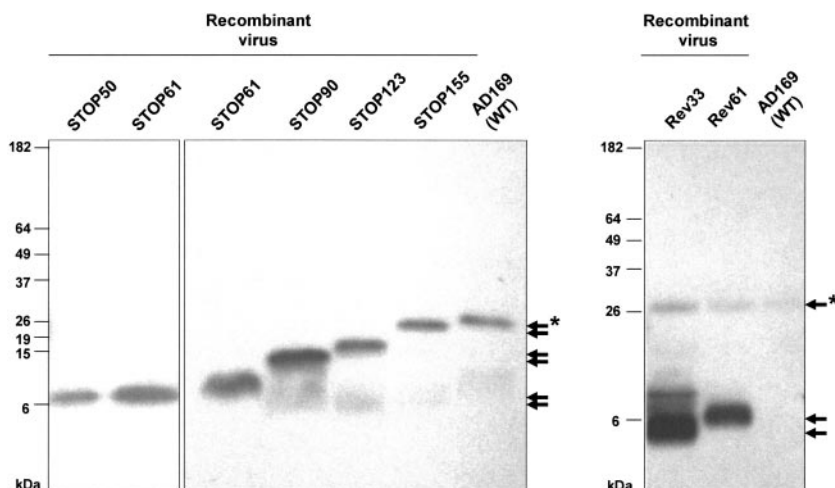 Recombinant
virus
STOP50
STOP61
STOP61
STOP90
STOP123
STOP155
AD169
(WT)
182
64
49
37
26
19
15
6
kDa
*
Recombinant
virus
Rev33
Rev61
AD169
(WT)
182
64
49
37
26
6
kDa
*